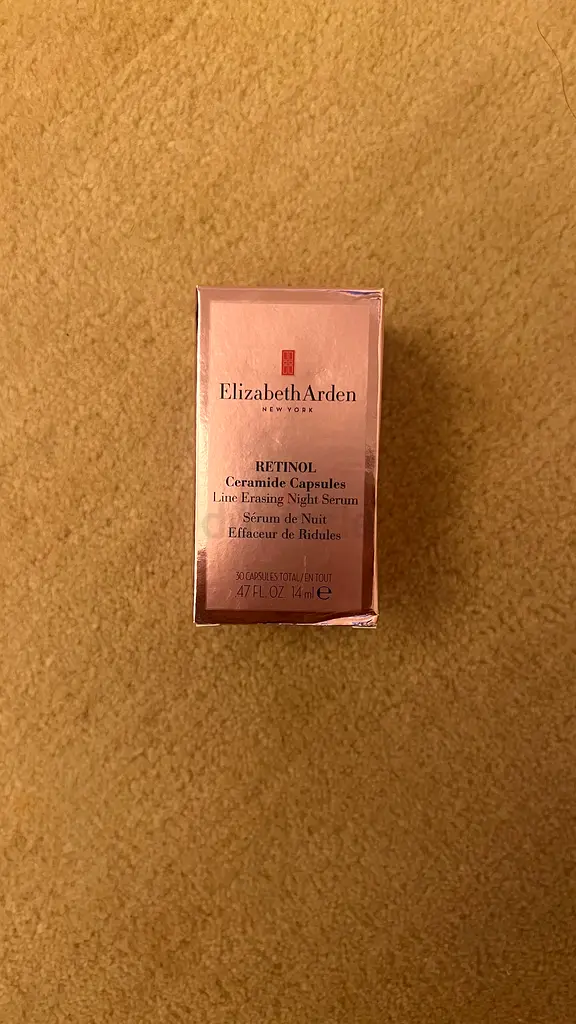 Elizabeth Arden
NEW YORK
RETINOL
Ceramide Capsules
Line Erasing Night Serum
Sérum de Nuit
Effaceur de Ridules
30 CAPSULES TOTAL/EN TOUT
.47 FL. OZ 14 ml ℮